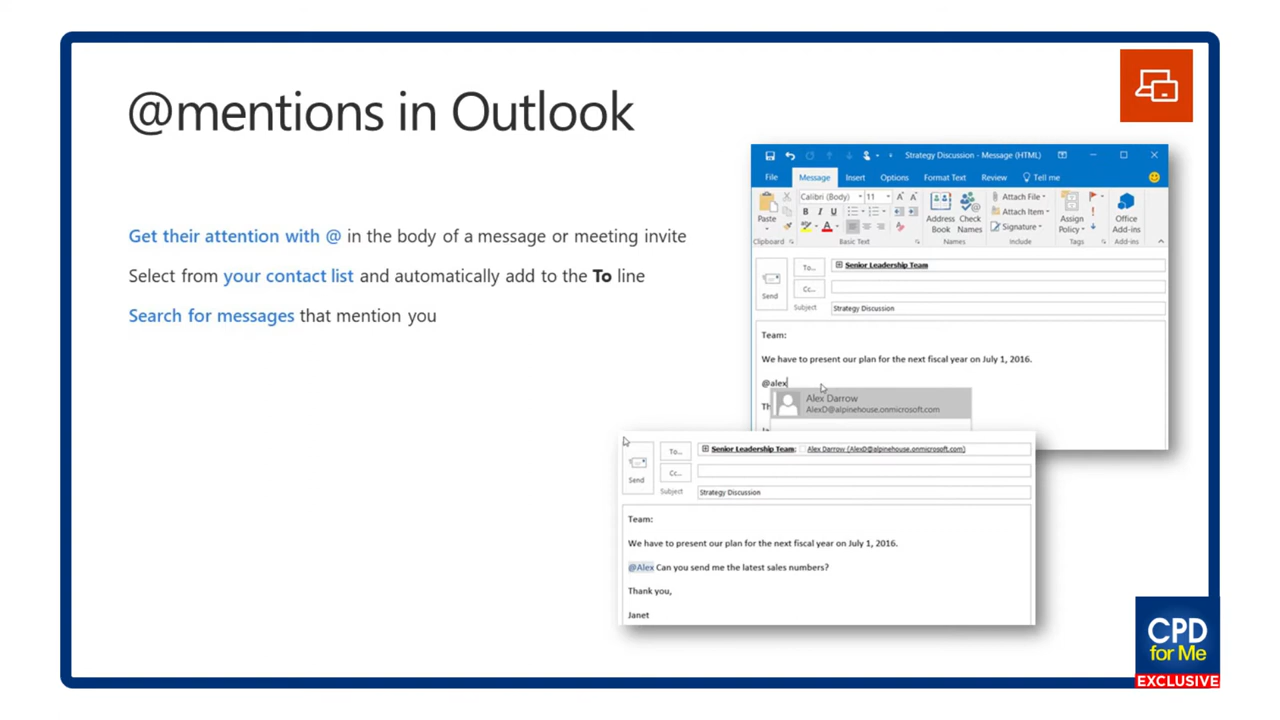 @mentions in Outlook
Get their attention with @ in the body of a message or meeting invite
Select from your contact list and automatically add to the To line
Search for messages that mention you
Strategy Discussion - Message (HTML)
File Message Insert Options Format Text Review Tell me
Calibri (Body) 11
Paste
B I U
Address Book
Check Names
Attach File
Attach Item
Signature
Assign Policy
Office Add-ins
Clipboard Basic Text Names Include Tags Add-ins
To... Senior Leadership Team
Cc...
Send
Subject Strategy Discussion
Team:
We have to present our plan for the next fiscal year on July 1, 2016.
@alex
Alex Darrow
AlexD@alpinehouse.onmicrosoft.com
Th
To... Senior Leadership Team; Alex Darrow (AlexD@alpinehouse.onmicrosoft.com)
Cc...
Send
Subject Strategy Discussion
Team:
We have to present our plan for the next fiscal year on July 1, 2016.
@Alex Can you send me the latest sales numbers?
Thank you,
Janet
CPD
for Me
EXCLUSIVE